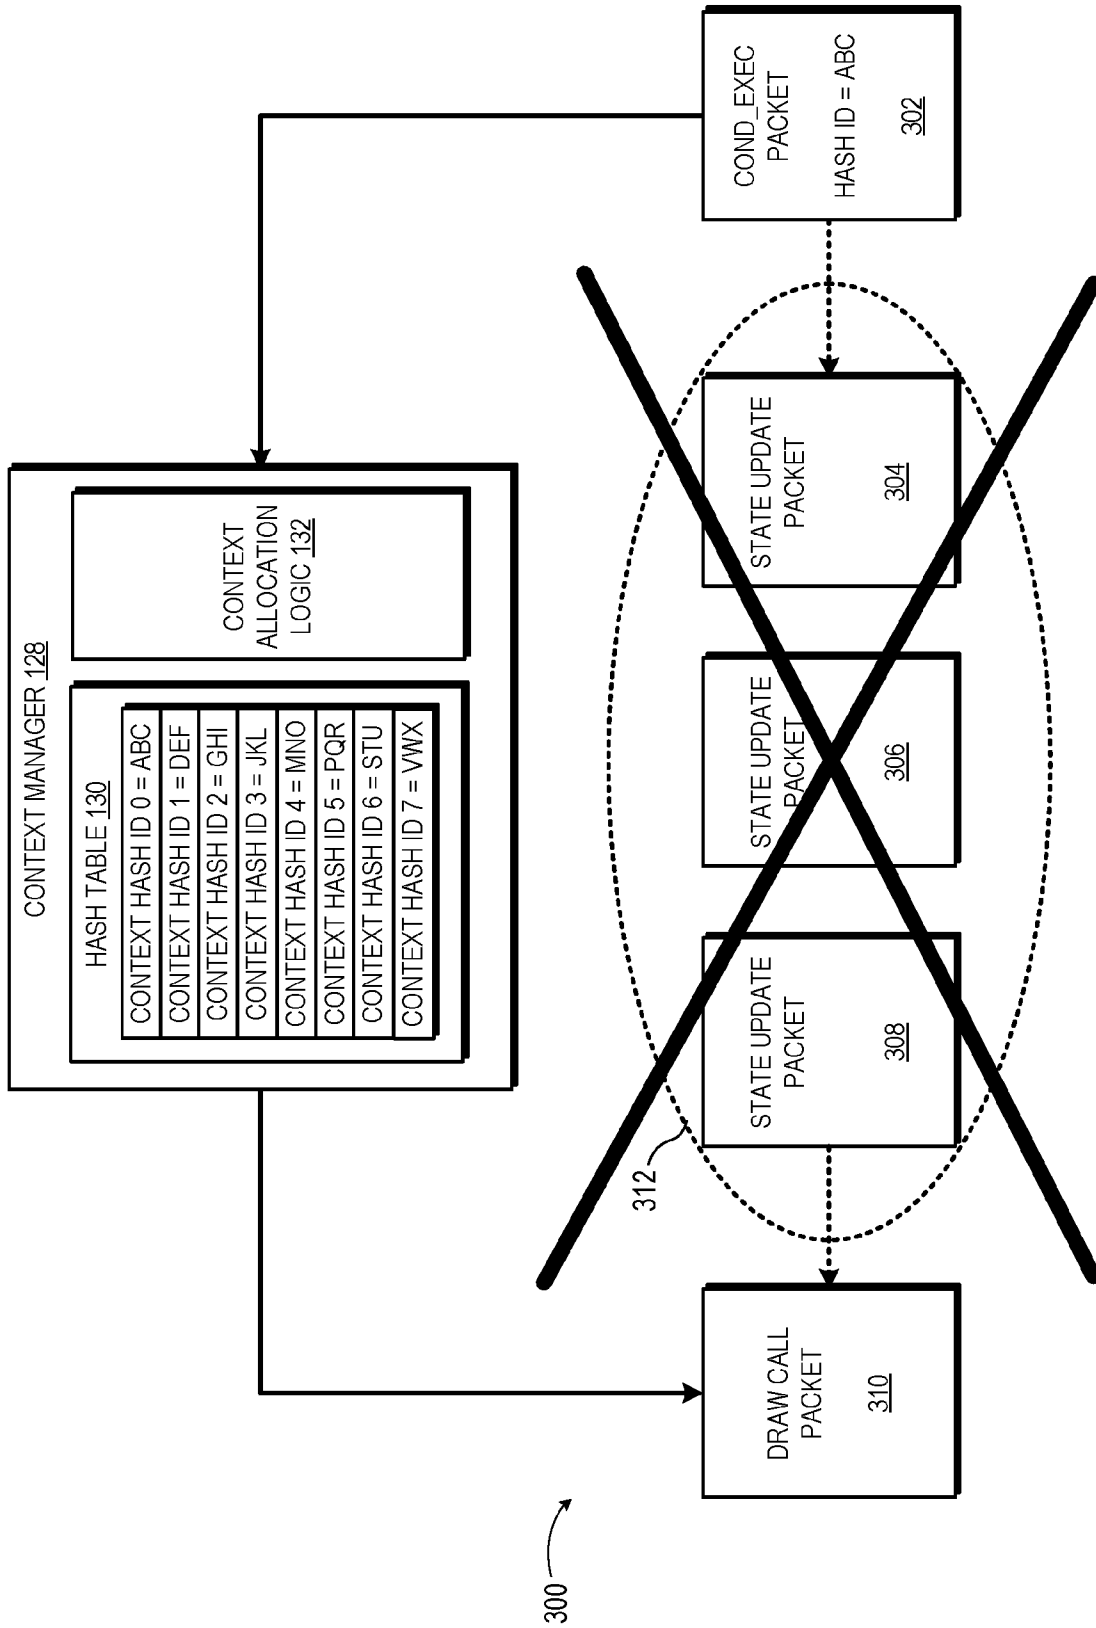 300
CONTEXT MANAGER 128
HASH TABLE 130
CONTEXT HASH ID 0 = ABC
CONTEXT HASH ID 1 = DEF
CONTEXT HASH ID 2 = GHI
CONTEXT HASH ID 3 = JKL
CONTEXT HASH ID 4 = MNO
CONTEXT HASH ID 5 = PQR
CONTEXT HASH ID 6 = STU
CONTEXT HASH ID 7 = VWX
CONTEXT
ALLOCATION
LOGIC 132
312
DRAW CALL
PACKET
310
STATE UPDATE
PACKET
308
STATE UPDATE
PACKET
306
STATE UPDATE
PACKET
304
COND_EXEC
PACKET
HASH ID = ABC
302